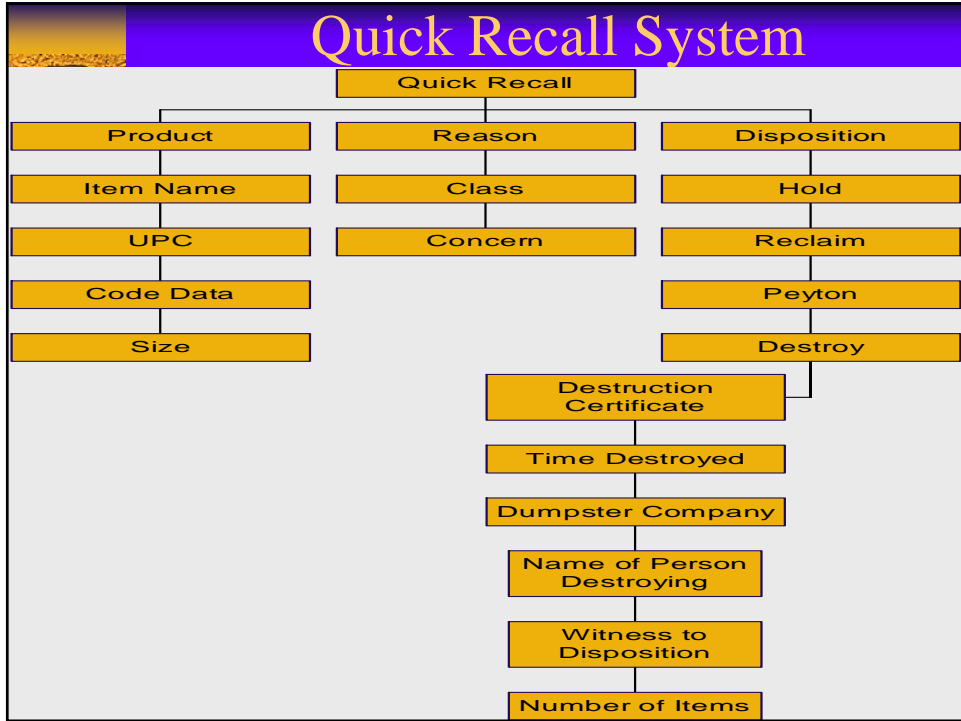 Quick Recall System
Quick Recall
Product
Reason
Disposition
Item Name
Class
Hold
UPC
Concern
Reclaim
Code Data
Peyton
Size
Destroy
Destruction
Certificate
Time Destroyed
Dumpster Company
Name of Person
Destroying
Witness to
Disposition
Number of Items